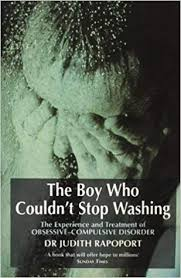 The Boy Who
Couldn't Stop Washing
The Experience and Treatment of
OBSESSIVE-COMPULSIVE DISORDER
DR JUDITH RAPOPORT
'A book that will offer hope to millions'
SUNDAY TIMES